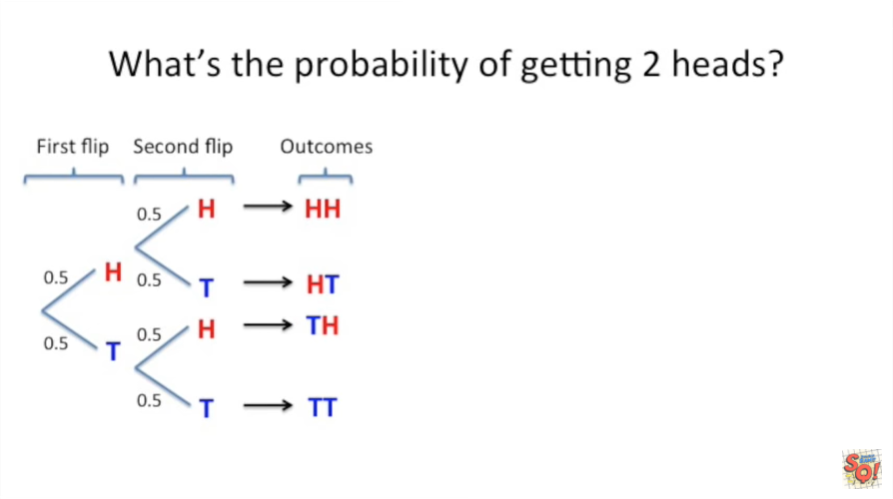 What's the probability of getting 2 heads?
First flip Second flip Outcomes
0.5 H HH
0.5 H 0.5 T HT
0.5 H TH
0.5 T
0.5 T TT
SO!